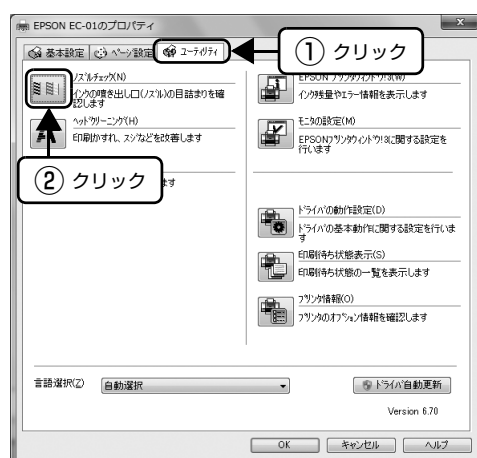 EPSON EC-01のプロパティ
基本設定
ページ設定
ユーティリティ
① クリック
ノズルチェック(N)
インクの噴き出し口(ノズル)の目詰まりを確
認します
ヘッドクリーニング(H)
印刷かすれ、スジなどを改善します
② クリック
ます
EPSON プリンタウィンドウ!3(W)
インク残量やエラー情報を表示します
モニタの設定(M)
EPSONプリンタウィンドウ!3に関する設定を
行います
ドライバの動作設定(D)
ドライバの基本動作に関する設定を行いま
す
印刷待ち状態表示(S)
印刷待ち状態の一覧を表示します
プリンタ情報(O)
プリンタのオプション情報を確認します
言語選択(Z)
自動選択
ドライバ自動更新
Version 6.70
OK
キャンセル
ヘルプ